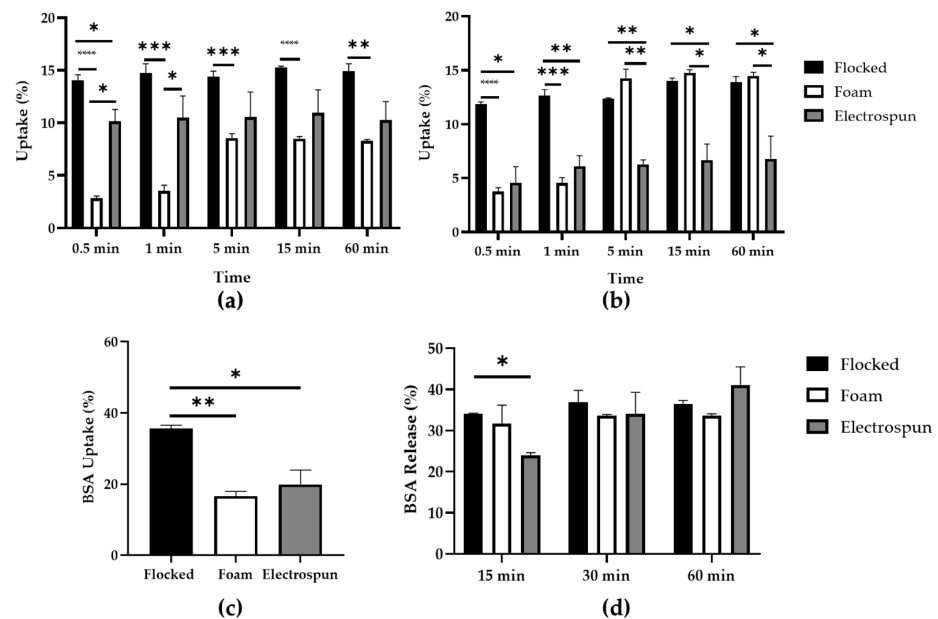 15
10
5
0
Uptake (%)
*
****
*
***
*
***
****
**
0.5 min 1 min 5 min 15 min 60 min
Time
(a)
20
15
10
5
0
Uptake (%)
*
****
**
***
**
**
*
*
*
*
0.5 min 1 min 5 min 15 min 60 min
Time
(b)
Flocked
Foam
Electrospun
60
40
20
0
BSA Uptake (%)
*
**
Flocked Foam Electrospun
(c)
50
40
30
20
10
0
BSA Release (%)
*
15 min 30 min 60 min
(d)
Flocked
Foam
Electrospun